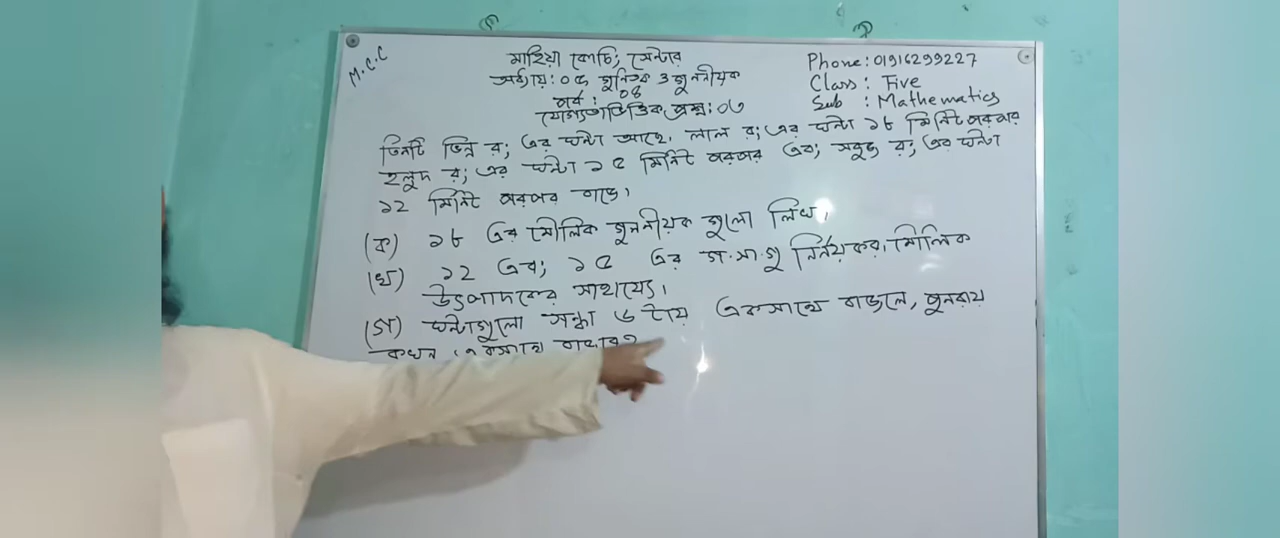 M.C.C
মাহিয়া কোচিং সেন্টার
অধ্যায়: ০৫ গুণিতক ও গুণনীয়ক
পর্ব: ০৪
যোগ্যতাভিত্তিক প্রশ্ন: ০৩
Phone: 01916299227
Class: Five
Sub: Mathematics
তিনটি ভিন্ন রং এর ঘন্টা আছে, লাল রং এর ঘন্টা ১৮ মিনিট পরপর
হলুদ রং এর ঘন্টা ১৫ মিনিট পরপর এবং সবুজ রং এর ঘন্টা
১২ মিনিট পরপর বাজে।
(ক) ১৮ এর মৌলিক গুণনীয়ক গুলো লিখ।
(খ) ১২ এবং ১৫ এর গ.সা.গু নির্নয় কর। মৌলিক
উৎপাদকের সাহায্যে।
(গ) ঘন্টাগুলো সন্ধা ৬ টায় একসাথে বাজলে, পুনরায়
কখন একসাথে বাজবে?